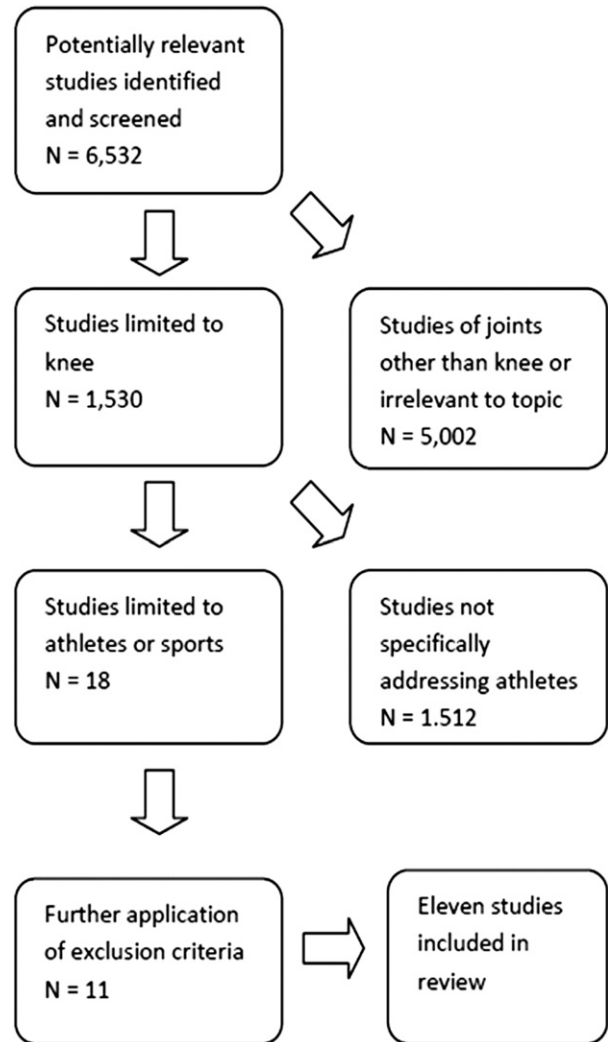 Potentially relevant
studies identified
and screened
N = 6,532
Studies limited to
knee
N = 1,530
Studies of joints
other than knee or
irrelevant to topic
N = 5,002
Studies limited to
athletes or sports
N = 18
Studies not
specifically
addressing athletes
N = 1.512
Further application
of exclusion criteria
N = 11
Eleven studies
included in
review